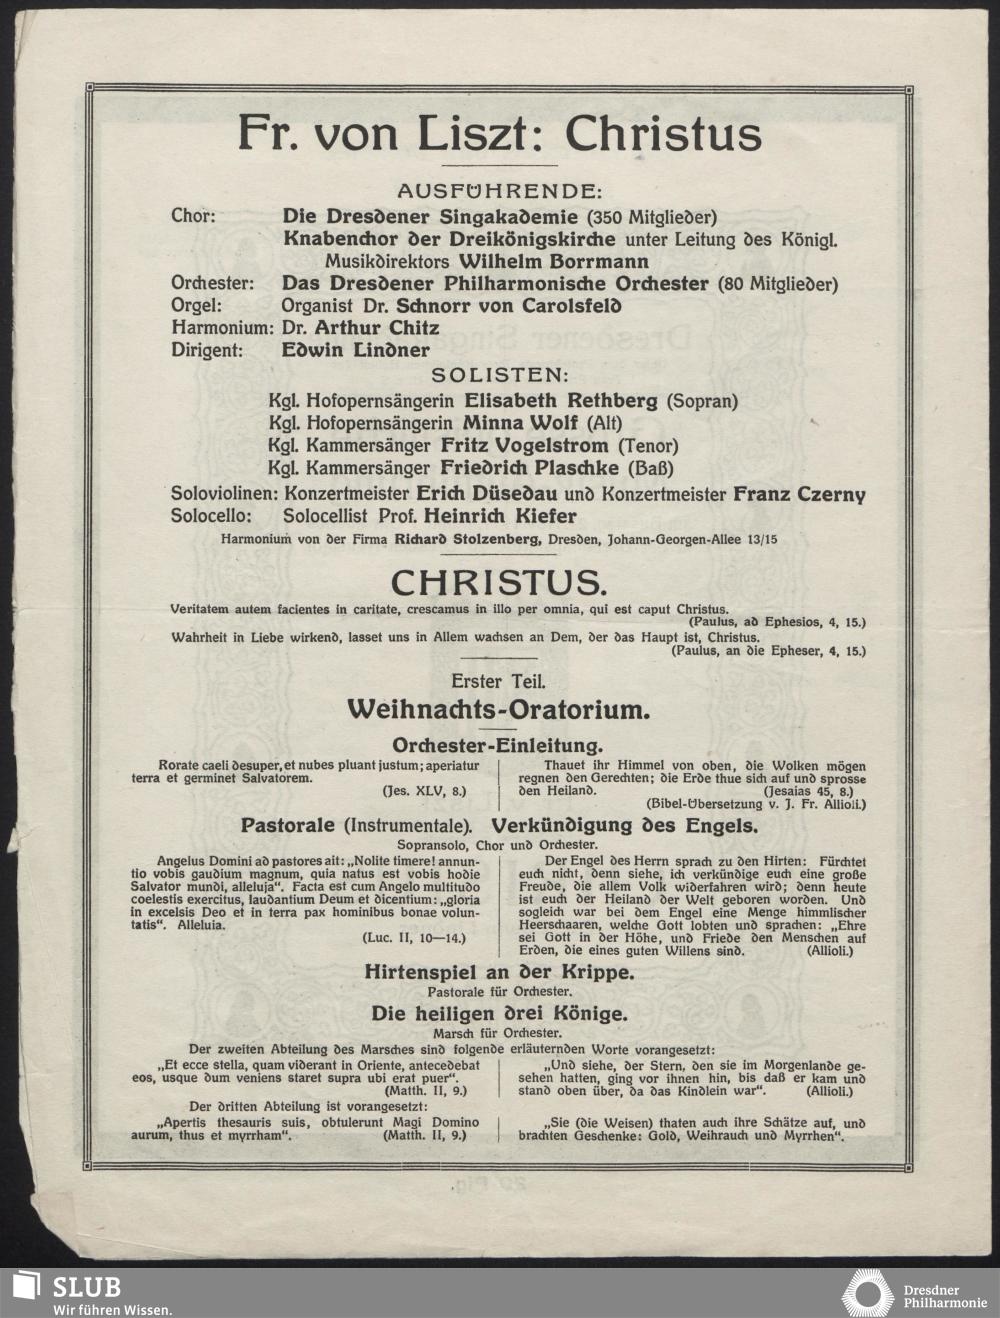 Fr. von Liszt: Christus
AUSFÜHRENDE:
Chor: Die Dresdener Singakademie (350 Mitglieder)
Knabenchor der Dreikönigskirche unter Leitung des Königl.
Musikdirektors Wilhelm Borrmann
Orchester: Das Dresdener Philharmonische Orchester (80 Mitglieder)
Orgel: Organist Dr. Schnorr von Carolsfeld
Harmonium: Dr. Arthur Chitz
Dirigent: Edwin Lindner
SOLISTEN:
Kgl. Hofopernsängerin Elisabeth Rethberg (Sopran)
Kgl. Hofopernsängerin Minna Wolf (Alt)
Kgl. Kammersänger Fritz Vogelstrom (Tenor)
Kgl. Kammersänger Friedrich Plaschke (Baß)
Soloviolinen: Konzertmeister Erich Düsedau und Konzertmeister Franz Czerny
Solocello: Solocellist Prof. Heinrich Kiefer
Harmonium von der Firma Richard Stolzenberg, Dresden, Johann-Georgen-Allee 13/15
CHRISTUS.
Veritatem autem facientes in caritate, crescamus in illo per omnia, qui est caput Christus.
(Paulus, ad Ephesios, 4, 15.)
Wahrheit in Liebe wirkend, lasset uns in Allem wachsen an Dem, der das Haupt ist, Christus.
(Paulus, an die Epheser, 4, 15.)
Erster Teil.
Weihnachts-Oratorium.
Orchester-Einleitung.
Rorate caeli desuper, et nubes pluant justum; aperiatur
terra et germinet Salvatorem.
(Jes. XLV, 8.)
Thauet ihr Himmel von oben, die Wolken mögen
regnen den Gerechten; die Erde thue sich auf und sprosse
den Heiland. (Jesaias 45, 8.)
(Bibel-Übersetzung v. J. Fr. Allioli.)
Pastorale (Instrumentale). Verkündigung des Engels.
Sopransolo, Chor und Orchester.
Angelus Domini ad pastores ait: „Nolite timere! annun-
tio vobis gaudium magnum, quia natus est vobis hodie
Salvator mundi, alleluja“. Facta est cum Angelo multitudo
coelestis exercitus, laudantium Deum et dicentium: „gloria
in excelsis Deo et in terra pax hominibus bonae volun-
tatis“. Alleluia.
(Luc. II, 10—14.)
Der Engel des Herrn sprach zu den Hirten: Fürchtet
euch nicht, denn siehe, ich verkündige euch eine große
Freude, die allem Volk widerfahren wird; denn heute
ist euch der Heiland der Welt geboren worden. Und
sogleich war bei dem Engel eine Menge himmlischer
Heerschaaren, welche Gott lobten und sprachen: „Ehre
sei Gott in der Höhe, und Friede den Menschen auf
Erden, die eines guten Willens sind. (Allioli.)
Hirtenspiel an der Krippe.
Pastorale für Orchester.
Die heiligen drei Könige.
Marsch für Orchester.
Der zweiten Abteilung des Marsches sind folgende erläuternden Worte vorangesetzt:
„Et ecce stella, quam viderant in Oriente, antecedebat
eos, usque dum veniens staret supra ubi erat puer“.
(Matth. II, 9.)
„Und siehe, der Stern, den sie im Morgenlande ge-
sehen hatten, ging vor ihnen hin, bis daß er kam und
stand oben über, da das Kindlein war“. (Allioli.)
Der dritten Abteilung ist vorangesetzt:
„Apertis thesauris suis, obtulerunt Magi Domino
aurum, thus et myrrham“. (Matth. II, 9.)
„Sie (die Weisen) thaten auch ihre Schätze auf, und
brachten Geschenke: Gold, Weihrauch und Myrrhen“.
SLUB
Wir führen Wissen.
Dresdner
Philharmonie